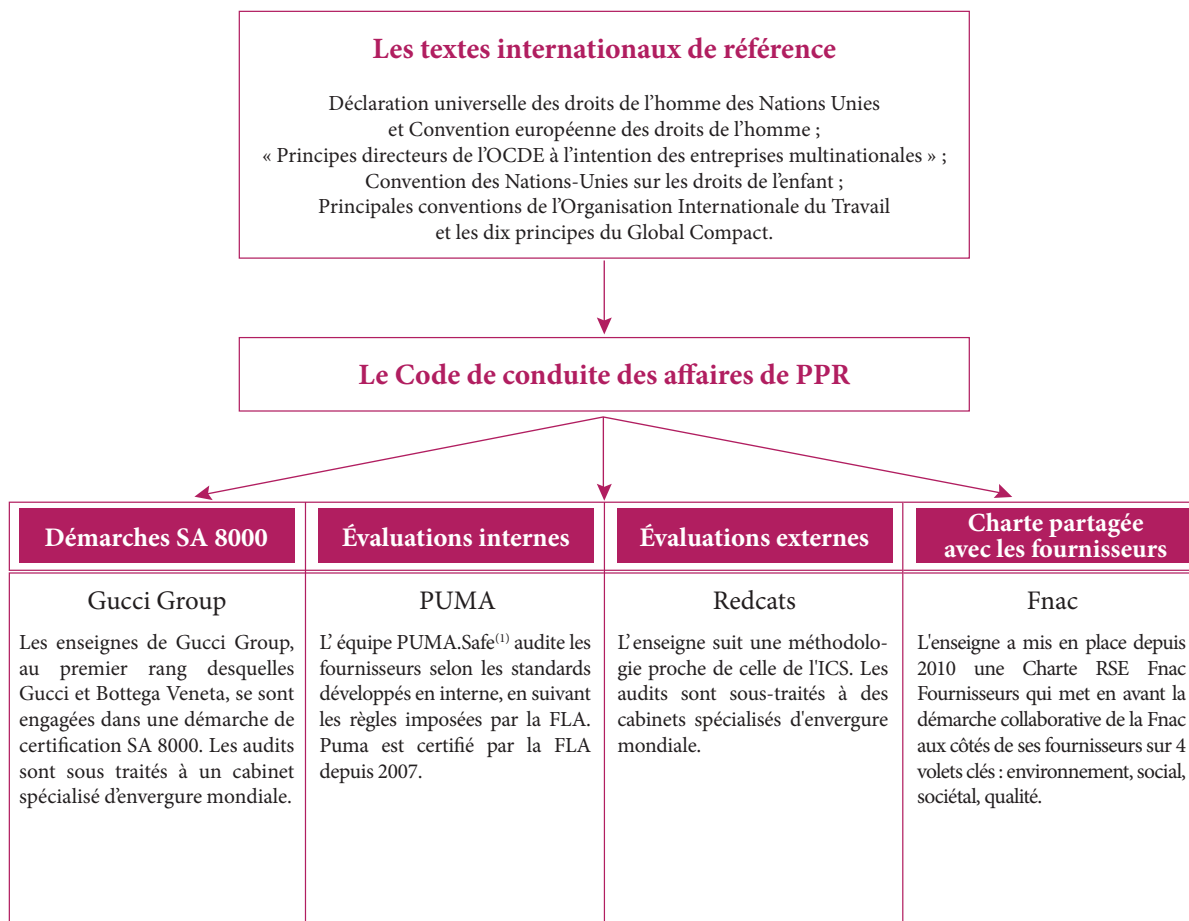 Les textes internationaux de référence
Déclaration universelle des droits de l’homme des Nations Unies
et Convention européenne des droits de l’homme ;
« Principes directeurs de l’OCDE à l’intention des entreprises multinationales » ;
Convention des Nations-Unies sur les droits de l’enfant ;
Principales conventions de l’Organisation Internationale du Travail
et les dix principes du Global Compact.
Le Code de conduite des affaires de PPR
Démarches SA 8000
Gucci Group
Les enseignes de Gucci Group,
au premier rang desquelles
Gucci et Bottega Veneta, se sont
engagées dans une démarche de
certification SA 8000. Les audits
sont sous traités à un cabinet
spécialisé d’envergure mondiale.
Évaluations internes
PUMA
L’ équipe PUMA.Safe(1) audite les
fournisseurs selon les standards
développés en interne, en suivant
les règles imposées par la FLA.
Puma est certifié par la FLA
depuis 2007.
Évaluations externes
Redcats
L’enseigne suit une méthodolo-
gie proche de celle de l'ICS. Les
audits sont sous-traités à des
cabinets spécialisés d'envergure
mondiale.
Charte partagée
avec les fournisseurs
Fnac
L'enseigne a mis en place depuis
2010 une Charte RSE Fnac
Fournisseurs qui met en avant la
démarche collaborative de la Fnac
aux côtés de ses fournisseurs sur 4
volets clés : environnement, social,
sociétal, qualité.